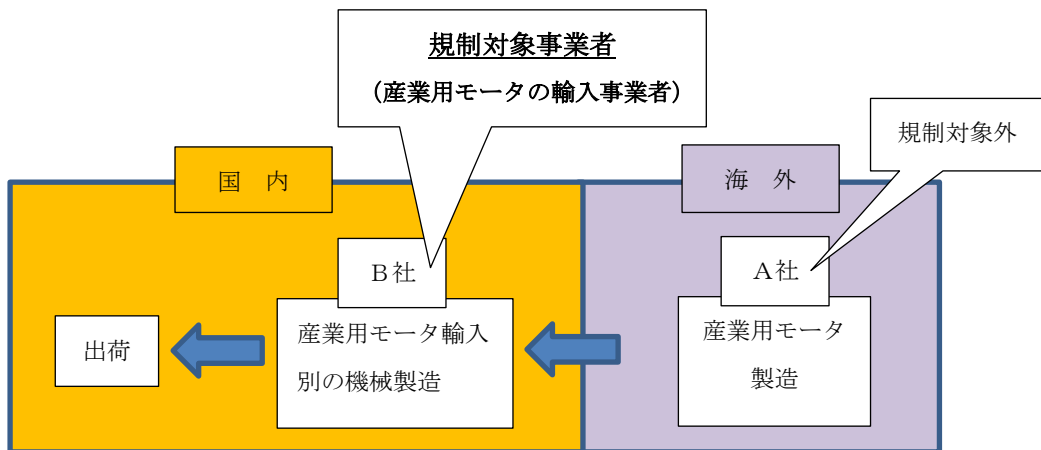 規制対象事業者
（産業用モータの輸入事業者）
規制対象外
国　内
海　外
Ｂ社
Ａ社
出荷
産業用モータ輸入
別の機械製造
産業用モータ
製造